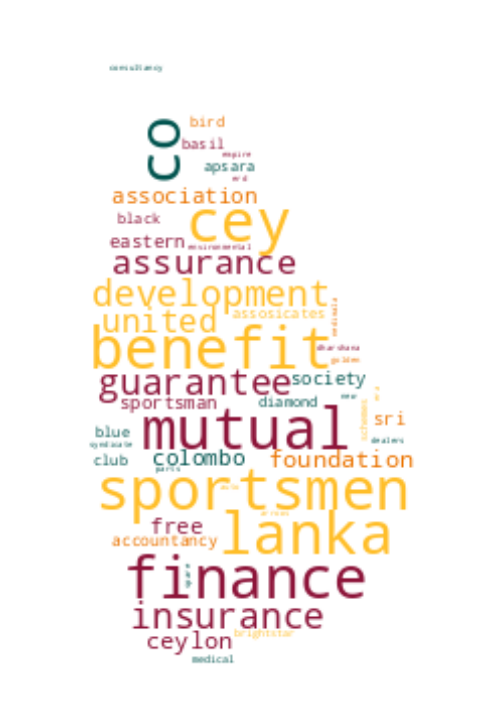 consultancy
co
bird
basil
empire
apsara
association
black
cey
eastern
environmental
assurance
development
united
assosicates
benefit
dharshana
golden
guarantee
society
sportsman
diamond
new
mutual
sri
blue
dealers
syndicate
club
colombo
foundation
parts
sportsmen
free
lanka
accountancy
finance
insurance
ceylon
brightstar
medical